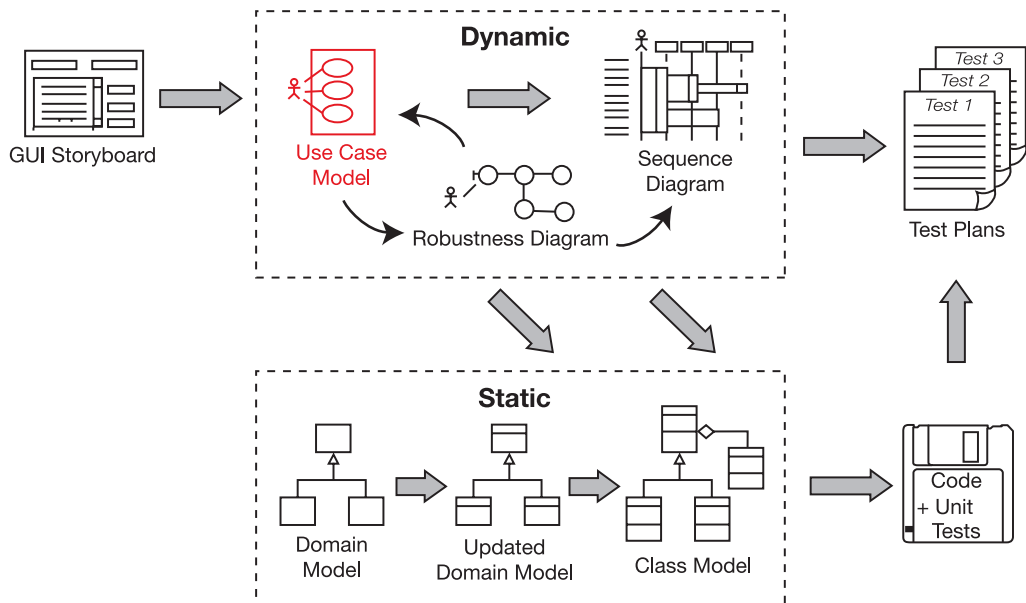 Dynamic
Test 3
Test 2
Test 1
GUI Storyboard
Use Case
Model
Sequence
Diagram
Robustness Diagram
Test Plans
Static
Code
+ Unit
Tests
Domain
Model
Updated
Domain Model
Class Model